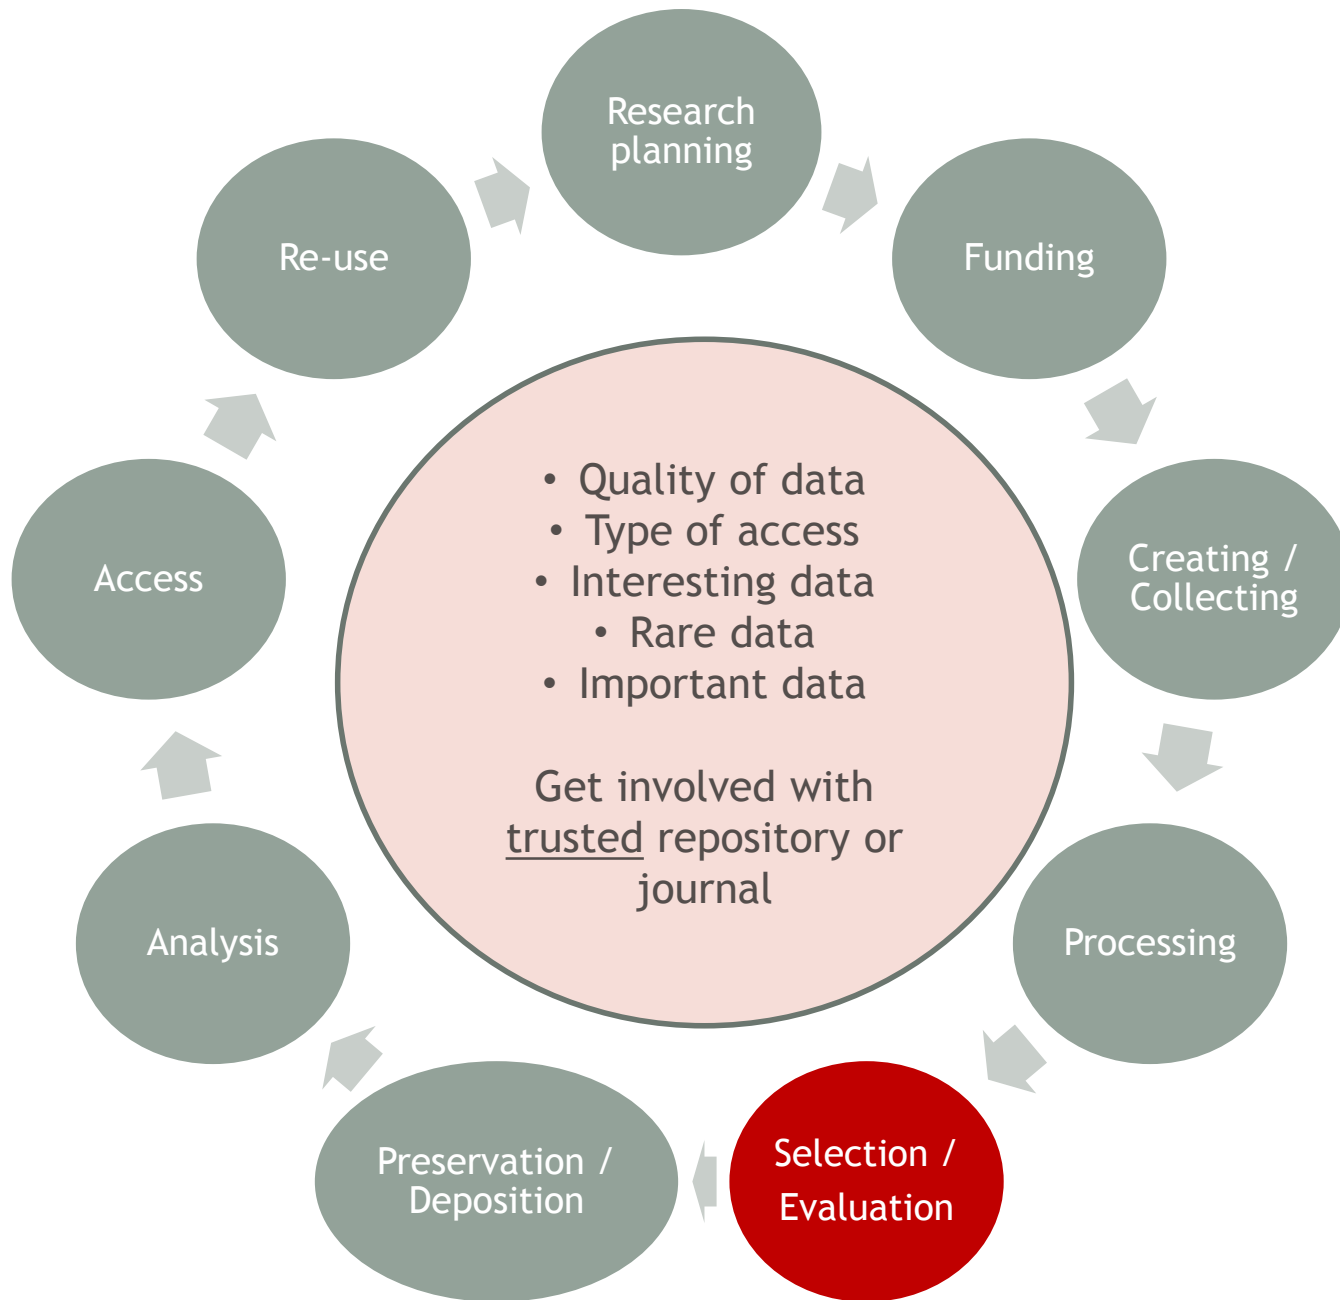 Research
planning
Funding
Creating /
Collecting
Processing
Selection /
Evaluation
Preservation /
Deposition
Analysis
Access
Re-use
• Quality of data
• Type of access
• Interesting data
• Rare data
• Important data
Get involved with
trusted repository or
journal